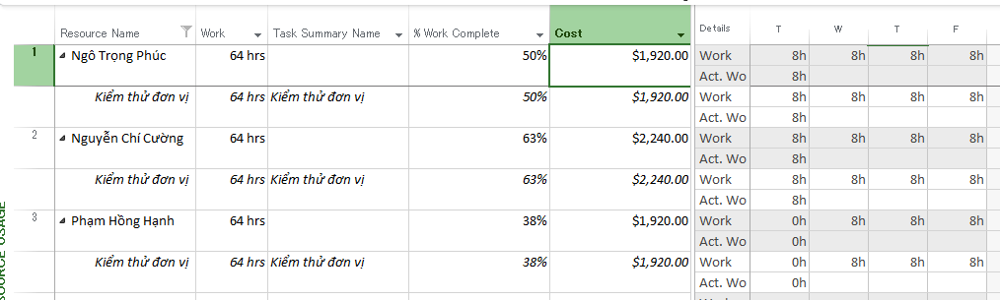 Resource Name Work Task Summary Name % Work Complete Cost Details T W T F
1 Ngô Trọng Phúc 64 hrs 50% $1,920.00 Work 8h 8h 8h 8h
Act. Wo 8h
Kiểm thử đơn vị 64 hrs Kiểm thử đơn vị 50% $1,920.00 Work 8h 8h 8h 8h
Act. Wo 8h
2 Nguyễn Chí Cường 64 hrs 63% $2,240.00 Work 8h 8h 8h 8h
Act. Wo 8h
Kiểm thử đơn vị 64 hrs Kiểm thử đơn vị 63% $2,240.00 Work 8h 8h 8h 8h
Act. Wo 8h
3 Phạm Hồng Hạnh 64 hrs 38% $1,920.00 Work 0h 8h 8h 8h
Act. Wo 0h
Kiểm thử đơn vị 64 hrs Kiểm thử đơn vị 38% $1,920.00 Work 0h 8h 8h 8h
Act. Wo 0h
USAGE